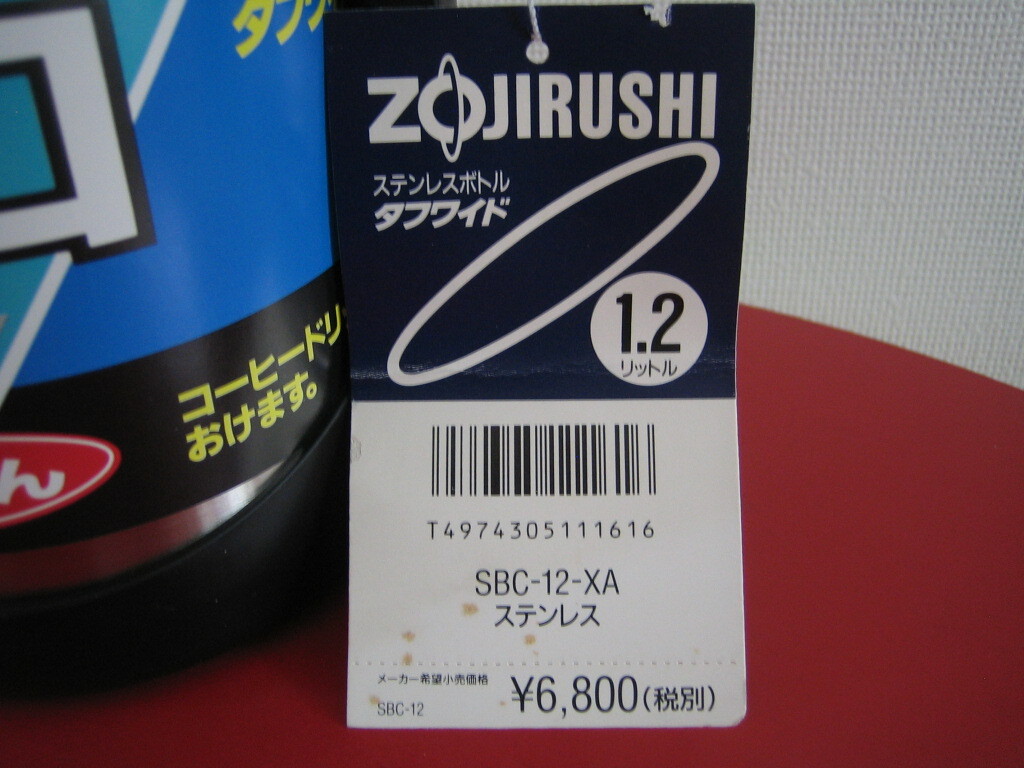 ZOJIRUSHI
ステンレスボトル
タフワイド
1.2
リットル
T4974305111616
SBC-12-XA
ステンレス
メーカー希望小売価格
¥6,800(税別)
SBC-12
コーヒードリ
おけます。
ん